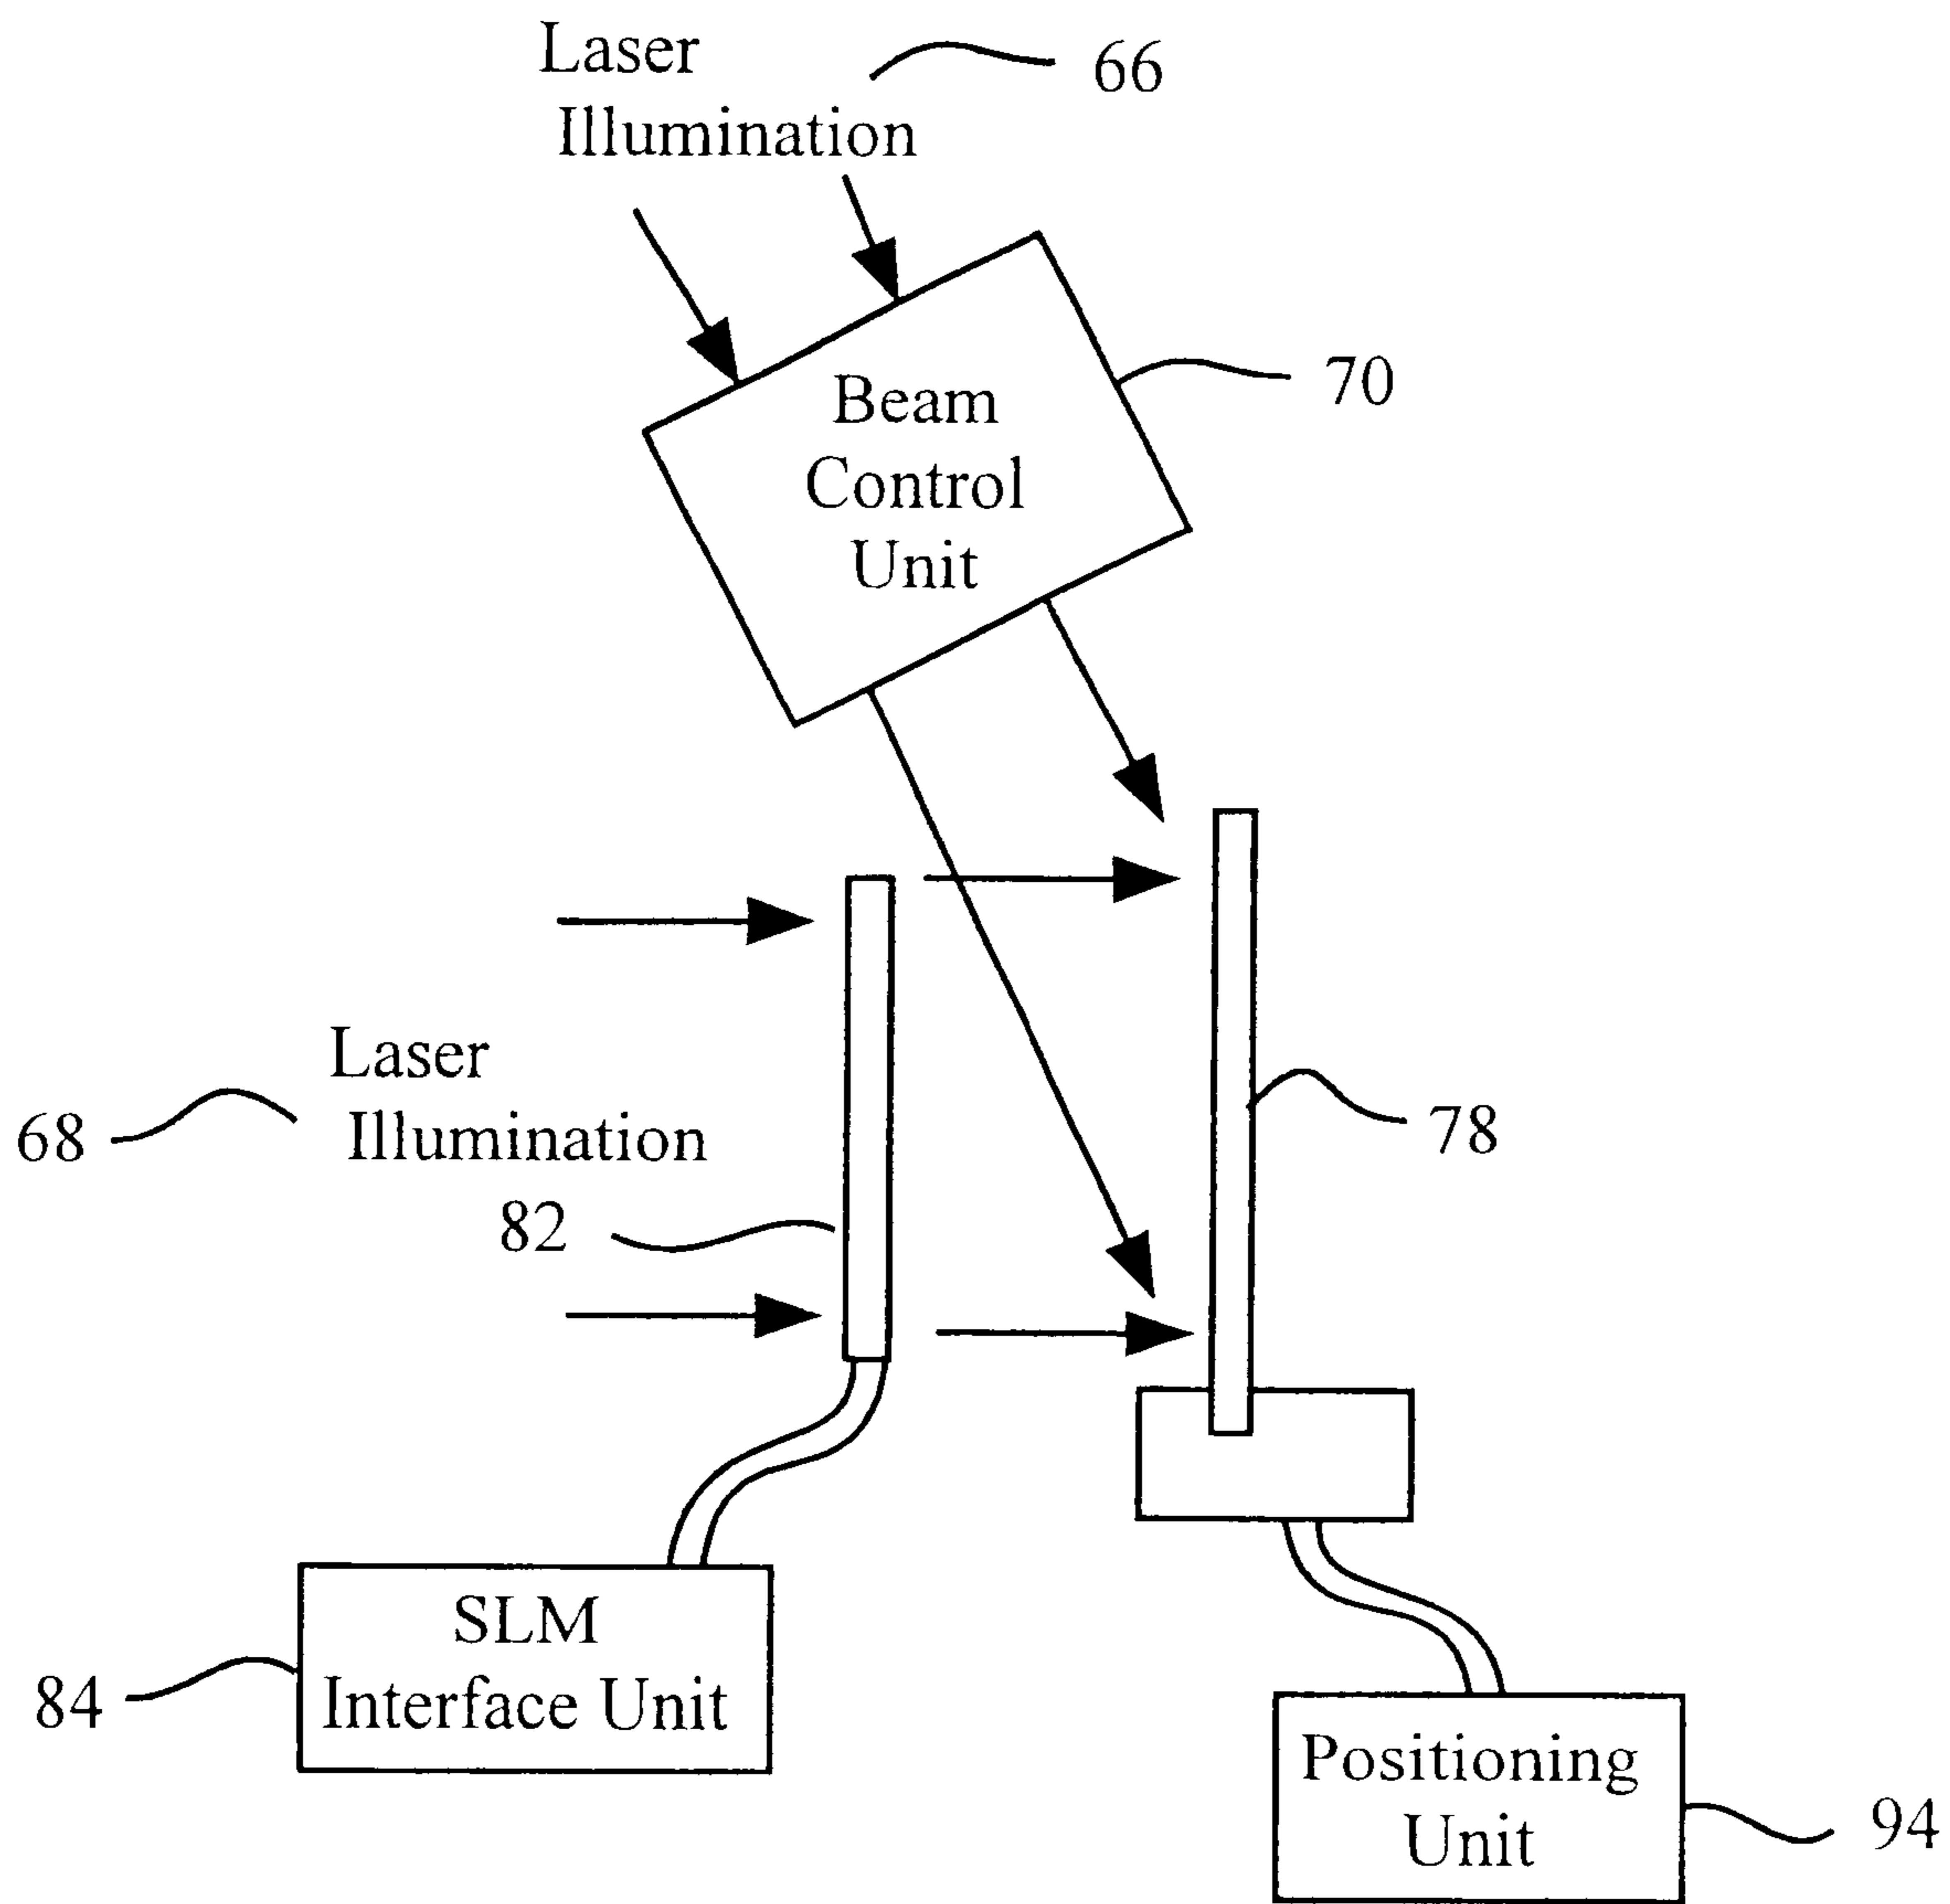 Laser
Illumination
66
Beam
Control
Unit
70
Laser
Illumination
68
82
78
SLM
Interface Unit
84
Positioning
Unit
94